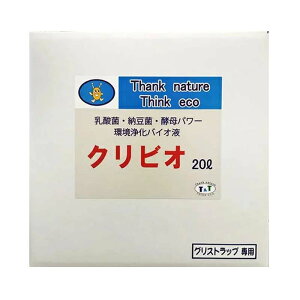 Thank nature
Think eco
乳酸菌・納豆菌・酵母パワー
環境浄化バイオ液
クリビオ 20ℓ
T&T
グリストラップ 専用